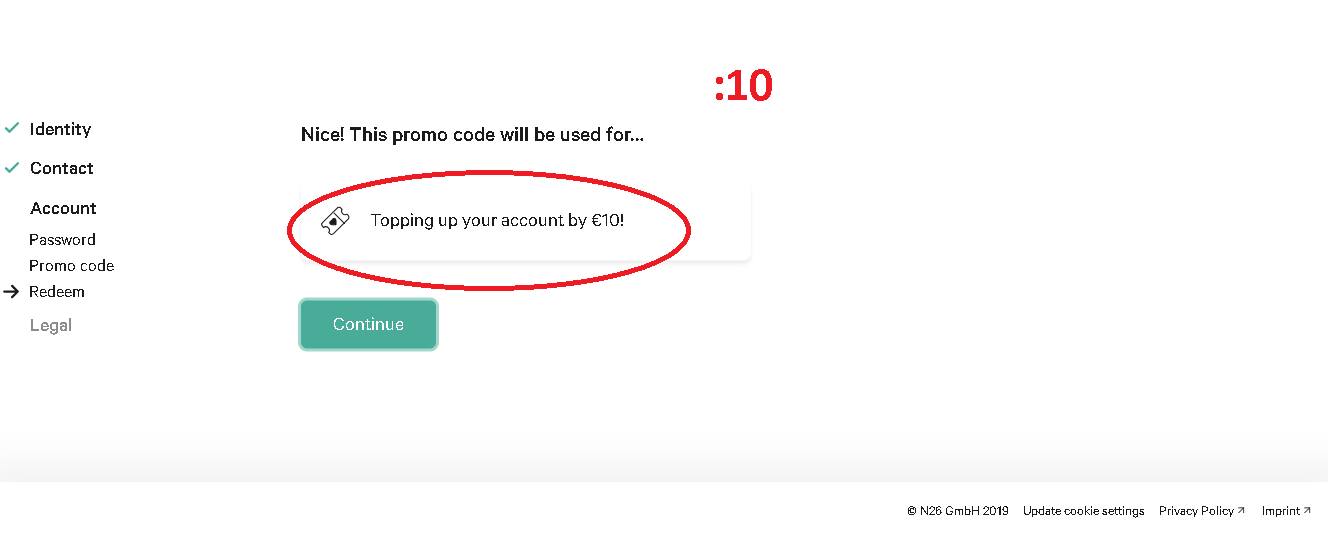 :10
Identity
Contact
Account
Password
Promo code
Redeem
Legal
Nice! This promo code will be used for...
Topping up your account by €10!
Continue
© N26 GmbH 2019 Update cookie settings Privacy Policy ↗ Imprint ↗